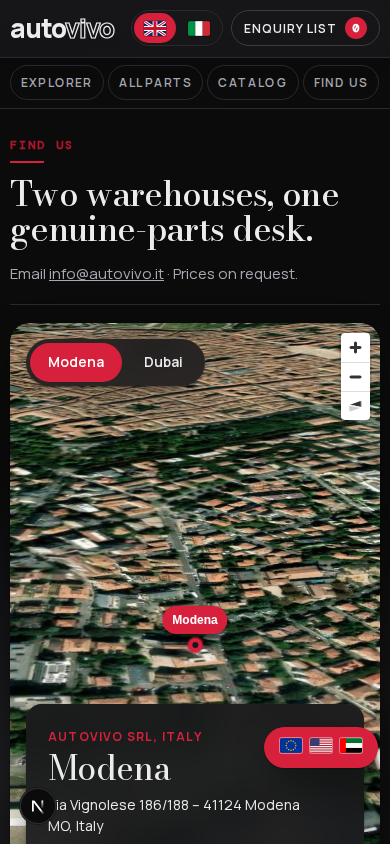 autovivo
ENQUIRY LIST 0
EXPLORER ALL PARTS CATALOG FIND US
FIND US
Two warehouses, one
genuine-parts desk.
Email info@autovivo.it · Prices on request.
Modena Dubai
Modena
AUTOVIVO SRL, ITALY
Modena
N
ia Vignolese 186/188 – 41124 Modena
MO, Italy